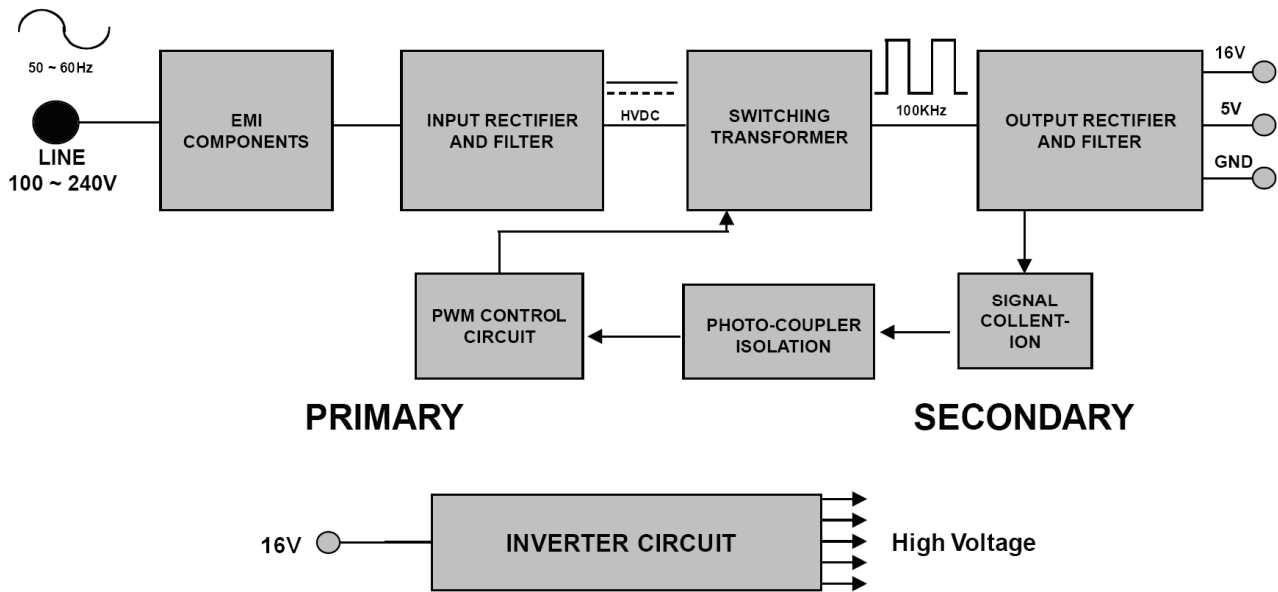 50 ~ 60Hz
LINE
100 ~ 240V
EMI
COMPONENTS
INPUT RECTIFIER
AND FILTER
HVDC
SWITCHING
TRANSFORMER
100KHz
OUTPUT RECTIFIER
AND FILTER
16V
5V
GND
PWM CONTROL
CIRCUIT
PHOTO-COUPLER
ISOLATION
SIGNAL
COLLENT-
ION
PRIMARY
SECONDARY
16V
INVERTER CIRCUIT
High Voltage